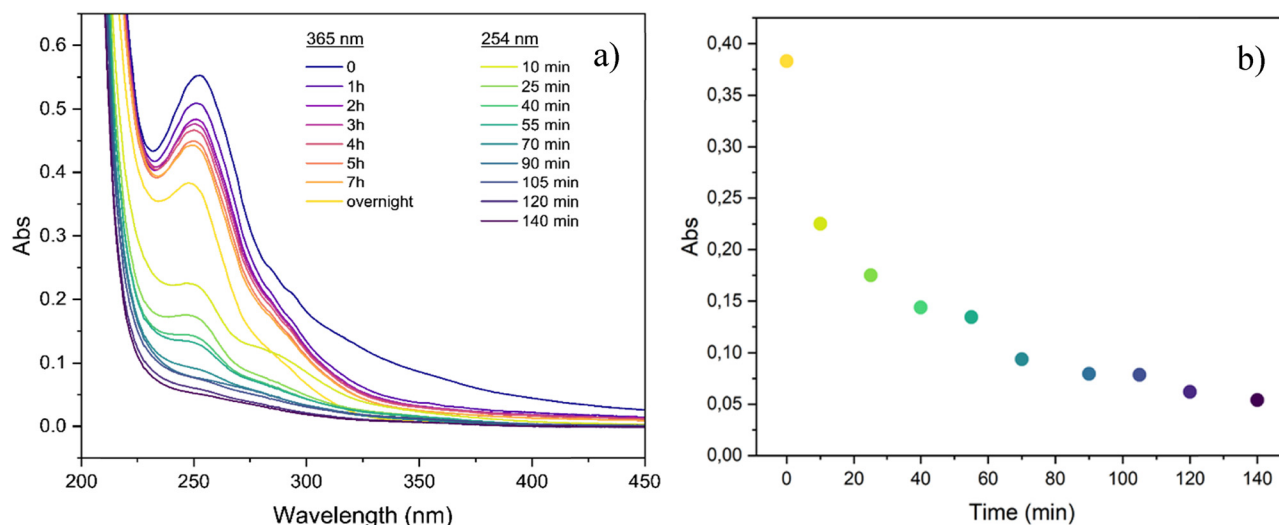 a)
365 nm 254 nm
0 10 min
1h 25 min
2h 40 min
3h 55 min
4h 70 min
5h 90 min
7h 105 min
overnight 120 min
140 min
0.6
0.5
0.4
0.3
0.2
0.1
0.0
Abs
200 250 300 350 400 450
Wavelength (nm)
b)
0,40
0,35
0,30
0,25
0,20
0,15
0,10
0,05
0,00
Abs
0 20 40 60 80 100 120 140
Time (min)